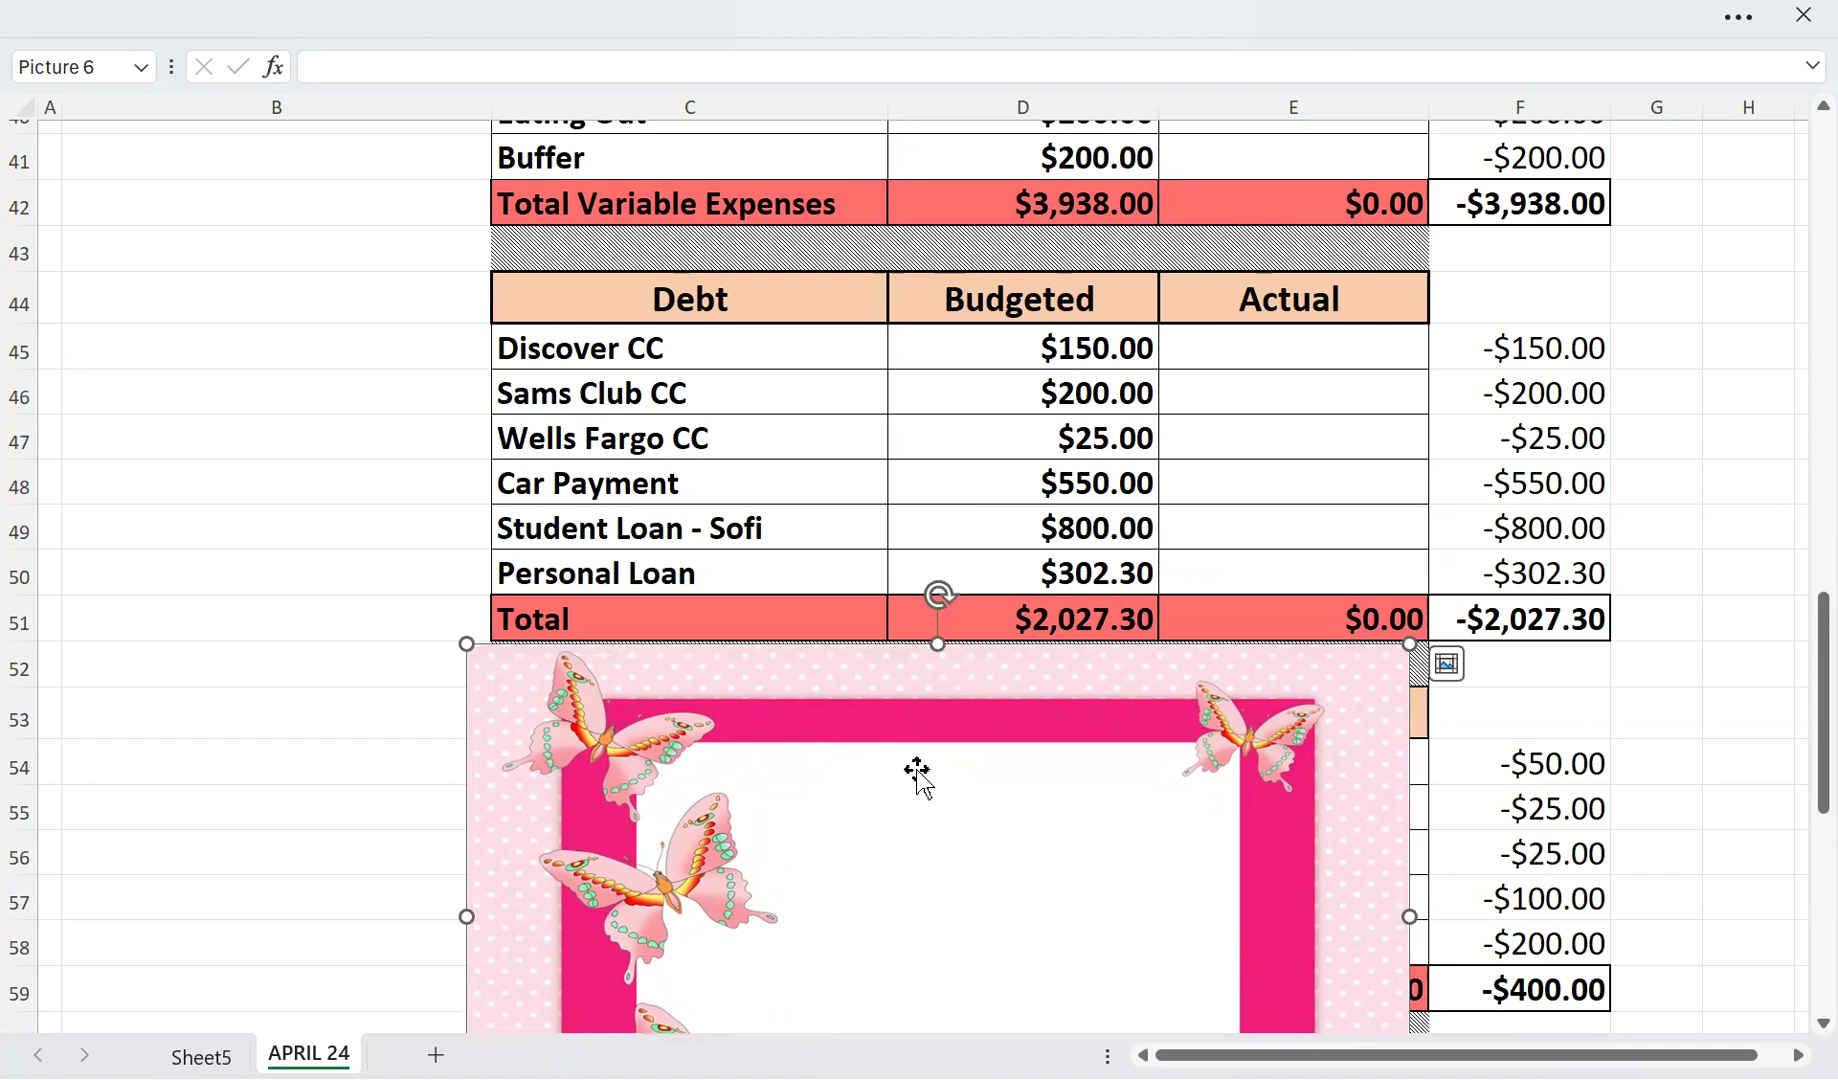 Picture 6 fx
A B C D E F G H
41 Buffer $200.00 -$200.00
42 Total Variable Expenses $3,938.00 $0.00 -$3,938.00
43
44 Debt Budgeted Actual
45 Discover CC $150.00 -$150.00
46 Sams Club CC $200.00 -$200.00
47 Wells Fargo CC $25.00 -$25.00
48 Car Payment $550.00 -$550.00
49 Student Loan - Sofi $800.00 -$800.00
50 Personal Loan $302.30 -$302.30
51 Total $2,027.30 $0.00 -$2,027.30
52
53
54 -$50.00
55 -$25.00
56 -$25.00
57 -$100.00
58 -$200.00
59 0 -$400.00
Sheet5 APRIL 24